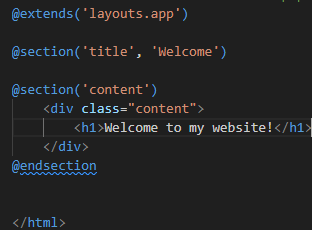 @extends('layouts.app')
@section('title', 'Welcome')
@section('content')
<div class="content">
<h1>Welcome to my website!</h1>
</div>
@endsection
</html>